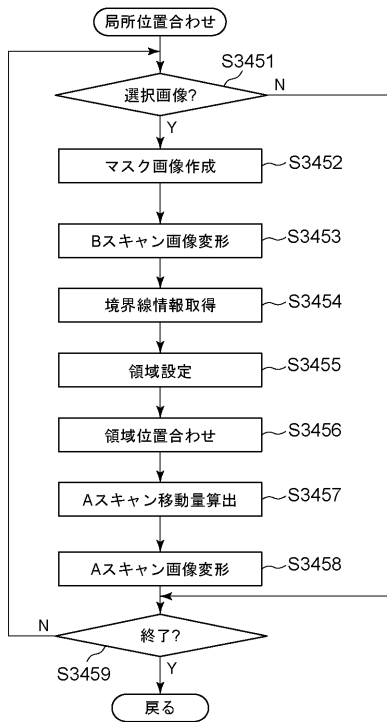 局所位置合わせ
S3451
選択画像?
N
Y
マスク画像作成
S3452
Bスキャン画像変形
S3453
境界線情報取得
S3454
領域設定
S3455
領域位置合わせ
S3456
Aスキャン移動量算出
S3457
Aスキャン画像変形
S3458
N
終了?
S3459
Y
戻る